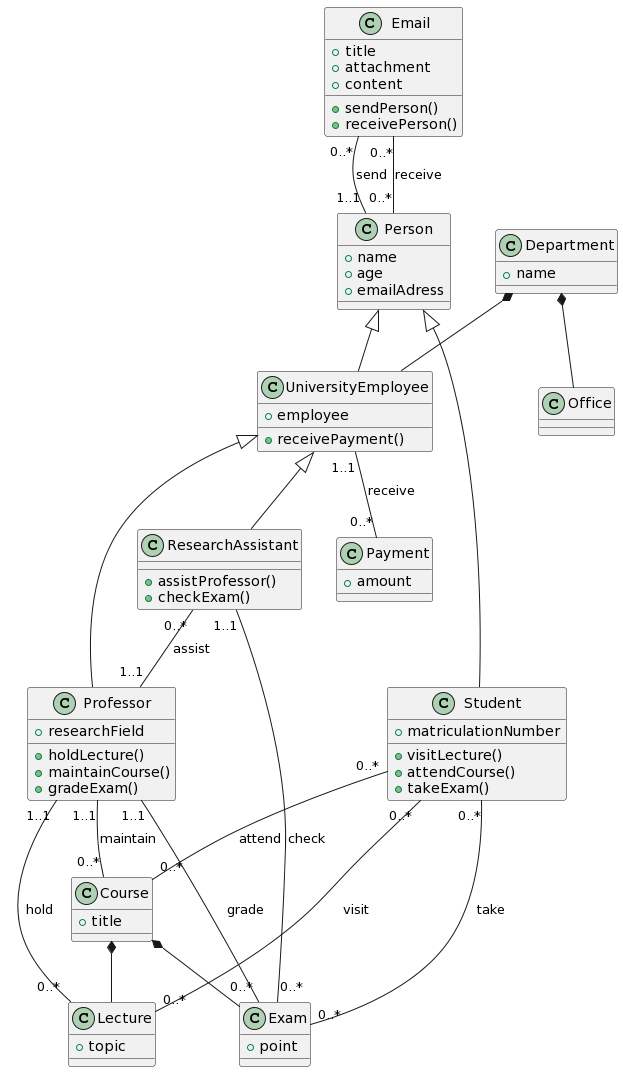 C Email
title
attachment
content
sendPerson()
receivePerson()
0..* 0..*
send receive
1..1 0..*
C Person
name
age
emailAdress
C Department
name
C UniversityEmployee
employee
receivePayment()
C Office
1..1
receive
0..*
C ResearchAssistant
assistProfessor()
checkExam()
C Payment
amount
0..* 1..1
assist
1..1
C Professor
researchField
holdLecture()
maintainCourse()
gradeExam()
C Student
matriculationNumber
visitLecture()
attendCourse()
takeExam()
0..*
1..1 1..1 1..1 0..* 0..*
maintain attend check
0..* 0..*
C Course
title
hold grade visit take
0..* 0..* 0..* 0..* 0..*
C Lecture
topic
C Exam
point